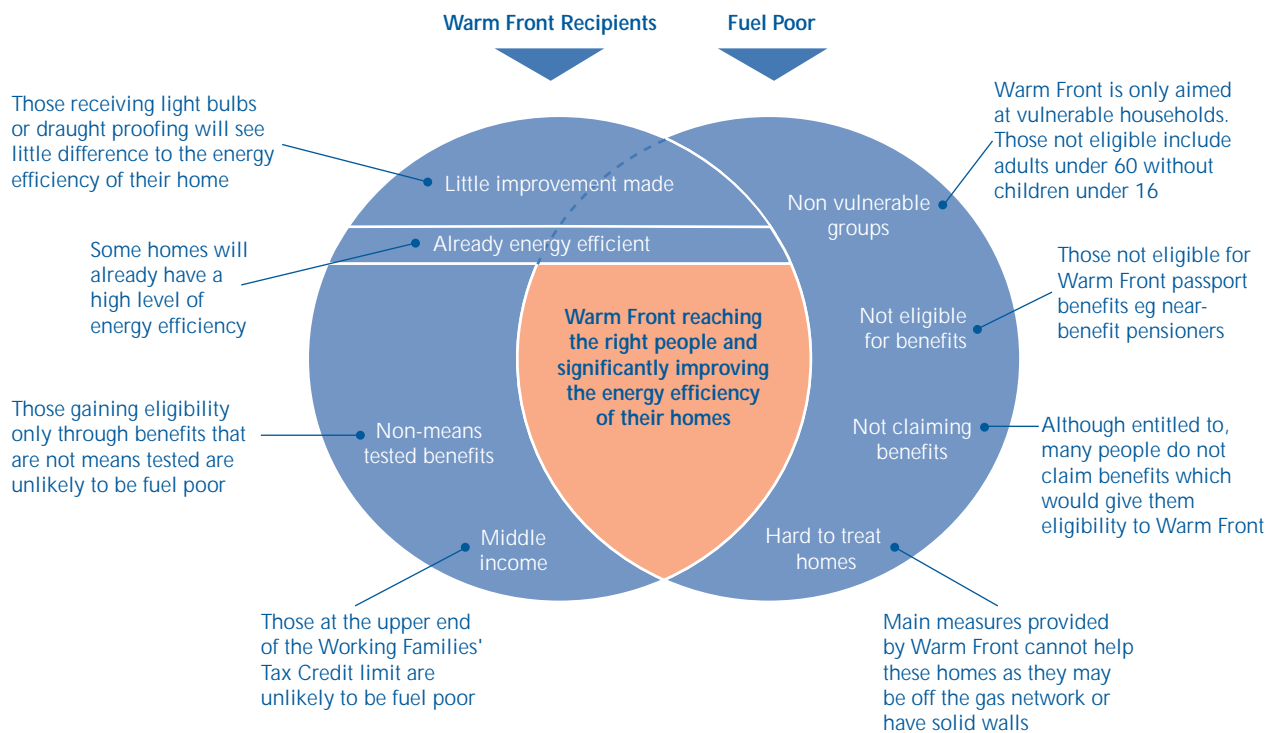 Warm Front Recipients
Fuel Poor
Those receiving light bulbs
or draught proofing will see
little difference to the energy
efficiency of their home
Some homes will
already have a
high level of
energy efficiency
Those gaining eligibility
only through benefits that
are not means tested are
unlikely to be fuel poor
Those at the upper end
of the Working Families'
Tax Credit limit are
unlikely to be fuel poor
Little improvement made
Already energy efficient
Non-means
tested benefits
Middle
income
Warm Front reaching
the right people and
significantly improving
the energy efficiency
of their homes
Non vulnerable
groups
Not eligible
for benefits
Not claiming
benefits
Hard to treat
homes
Warm Front is only aimed
at vulnerable households.
Those not eligible include
adults under 60 without
children under 16
Those not eligible for
Warm Front passport
benefits eg near-
benefit pensioners
Although entitled to,
many people do not
claim benefits which
would give them
eligibility to Warm Front
Main measures provided
by Warm Front cannot help
these homes as they may
be off the gas network or
have solid walls